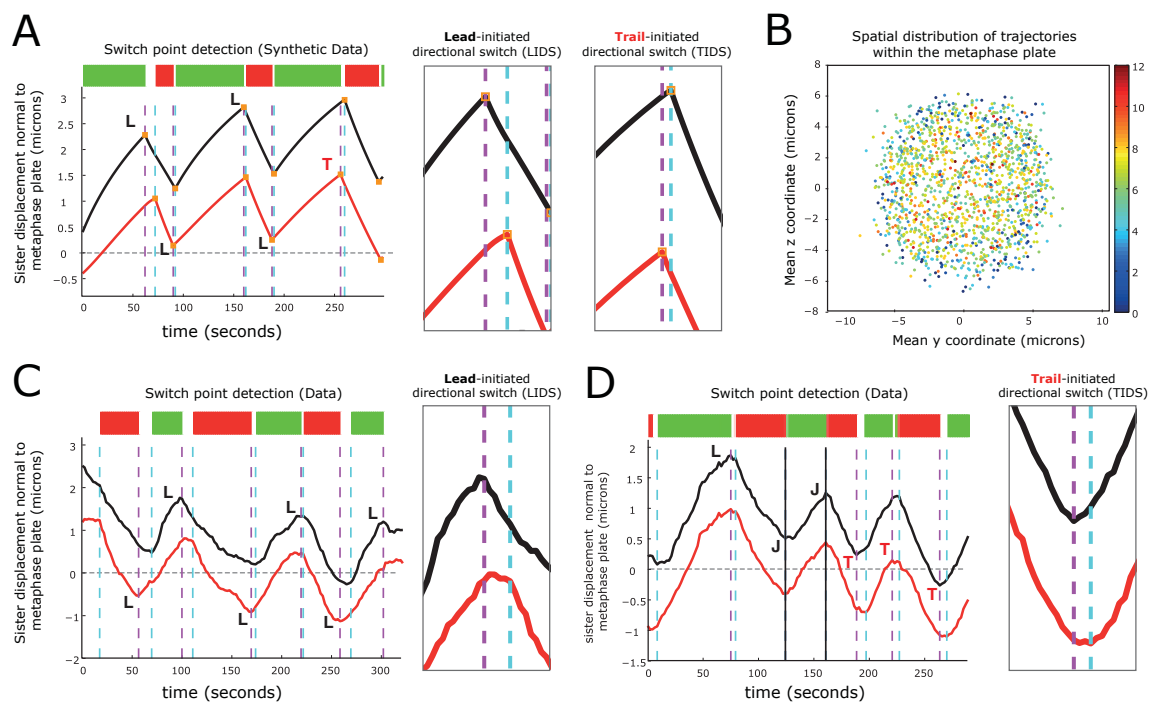 A
Switch point detection (Synthetic Data)
Sister displacement normal to
metaphase plate (microns)
3
2.5
2
1.5
1
0.5
0
−0.5
L
L
T
L
L
0 50 100 150 200 250
time (seconds)
Lead-initiated
directional switch (LIDS)
Trail-initiated
directional switch (TIDS)
B
Spatial distribution of trajectories
within the metaphase plate
Mean z coordinate (microns)
8
6
4
2
0
−2
−4
−6
−8
−10 −5 0 5 10
Mean y coordinate (microns)
12
10
8
6
4
2
0
C
Switch point detection (Data)
Sister displacement normal to
metaphase plate (microns)
3
2
1
0
−1
−2
L
L
L
L
L
L
0 50 100 150 200 250 300
time (seconds)
Lead-initiated
directional switch (LIDS)
D
Switch point detection (Data)
sister displacement normal to
metaphase plate (microns)
2
1.5
1
0.5
0
−0.5
−1
−1.5
L
J
J
T
T
T
0 50 100 150 200 250
time (seconds)
Trail-initiated
directional switch (TIDS)